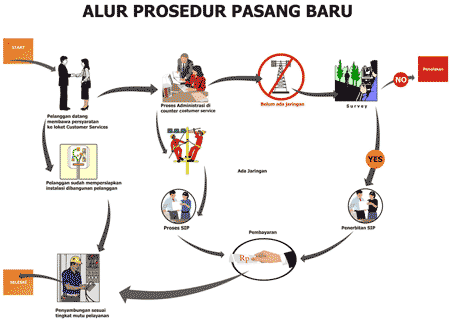 ALUR PROSEDUR PASANG BARU
START
NO
Penolakan
Belum ada jaringan
Survey
Proses Administrasi di
counter customer service
Pelanggan datang
membawa persyaratan
ke loket Customer Services
YES
Pelanggan sudah mempersiapkan
instalasi dibangunan pelanggan
Ada Jaringan
Proses SIP
Pembayaran
Penerbitan SIP
Rp
SELESAI
Penyambungan sesuai
tingkat mutu pelayanan